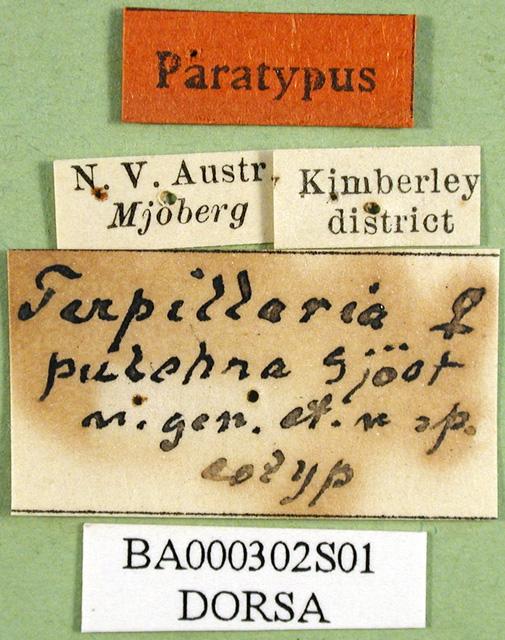 Paratypus
N. V. Austr.
Mjöberg
Kimberley
district
Terpillaria ♀
pulchra Sjöst
n. gen. et. n sp.
cotyp
BA000302S01
DORSA